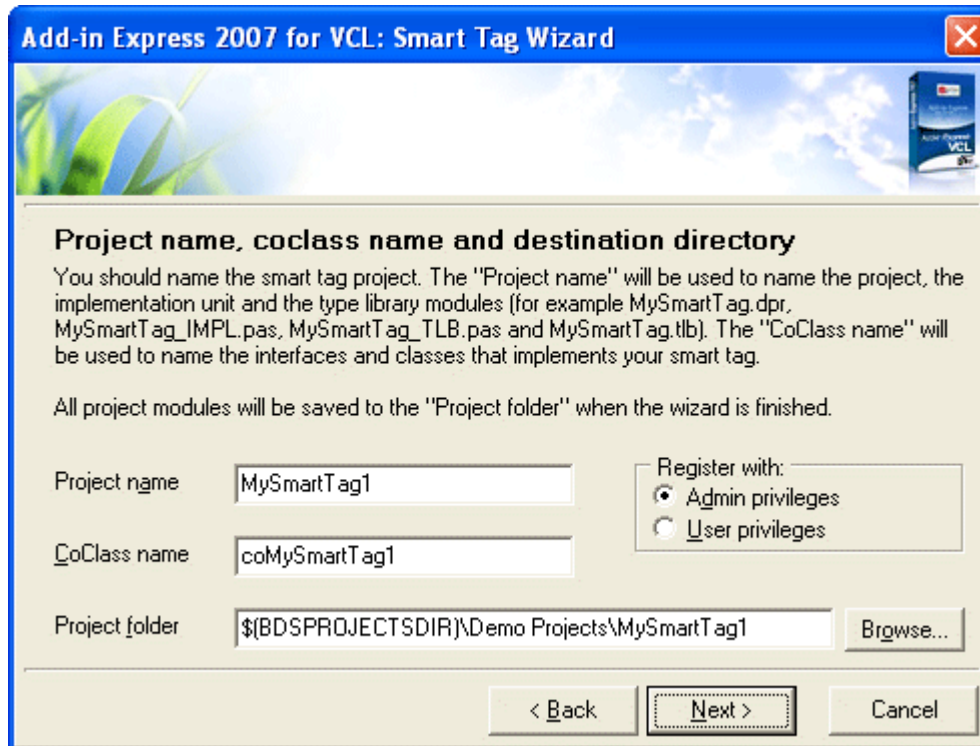 Add-in Express 2007 for VCL: Smart Tag Wizard
VCL
Project name, coclass name and destination directory
You should name the smart tag project. The "Project name" will be used to name the project, the
implementation unit and the type library modules (for example MySmartTag.dpr,
MySmartTag_IMPL.pas, MySmartTag_TLB.pas and MySmartTag.tlb). The "CoClass name" will
be used to name the interfaces and classes that implements your smart tag.
All project modules will be saved to the "Project folder" when the wizard is finished.
Project name
MySmartTag1
Register with:
Admin privileges
User privileges
CoClass name
coMySmartTag1
Project folder
$(BDSPROJECTSDIR)\Demo Projects\MySmartTag1
Browse...
< Back
Next >
Cancel